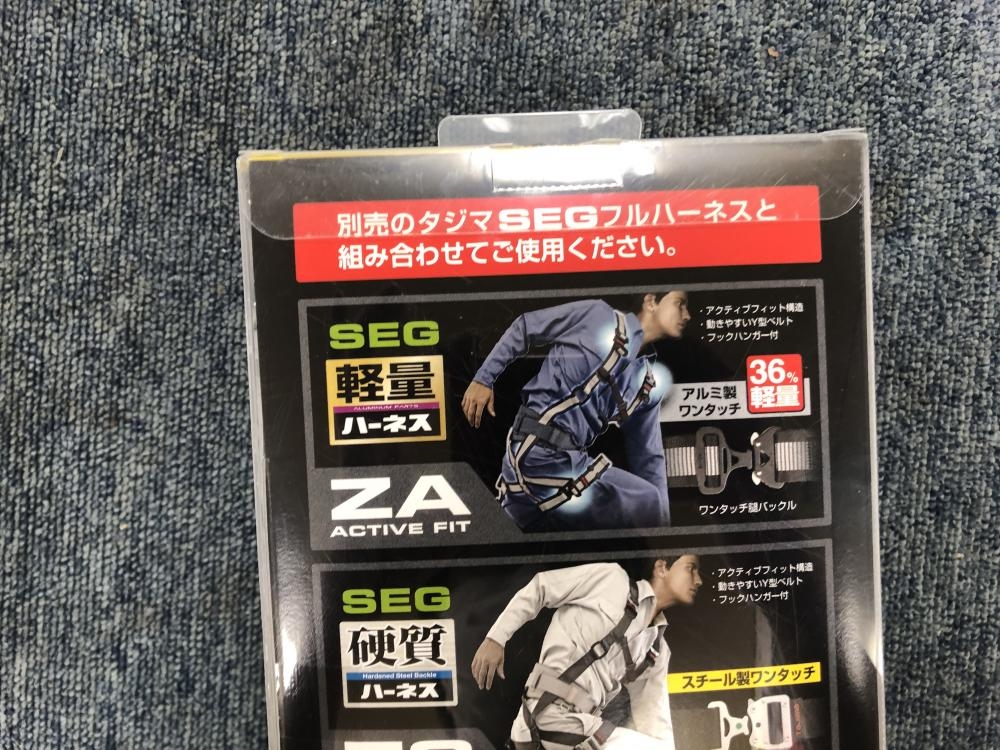 別売のタジマSEGフルハーネスと
組み合わせてご使用ください。
SEG
軽量
ALUMINUM PARTS
ハーネス
ZA
ACTIVE FIT
・アクティブフィット構造
・動きやすいY型ベルト
・フックハンガー付
アルミ製
ワンタッチ
36%
軽量
ワンタッチ腿バックル
SEG
硬質
Hardened Steel Buckle
ハーネス
・アクティブフィット構造
・動きやすいY型ベルト
・フックハンガー付
スチール製ワンタッチ